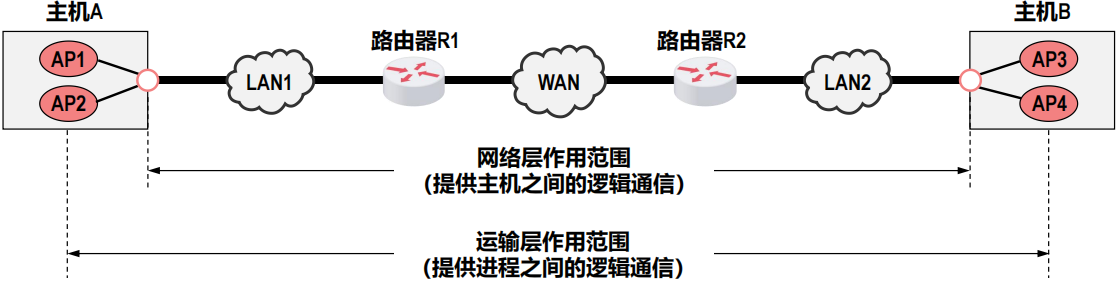 主机A
主机B
路由器R1
路由器R2
AP1
AP2
LAN1
WAN
LAN2
AP3
AP4
网络层作用范围
(提供主机之间的逻辑通信)
运输层作用范围
(提供进程之间的逻辑通信)